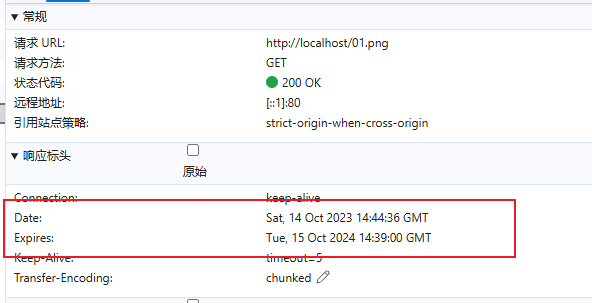 ▼ 常规
请求 URL: http://localhost/01.png
请求方法: GET
状态代码: 200 OK
远程地址: [::1]:80
引用站点策略: strict-origin-when-cross-origin
▼ 响应标头
原始
Connection: keep-alive
Date: Sat, 14 Oct 2023 14:44:36 GMT
Expires: Tue, 15 Oct 2024 14:39:00 GMT
Keep-Alive: timeout=5
Transfer-Encoding: chunked